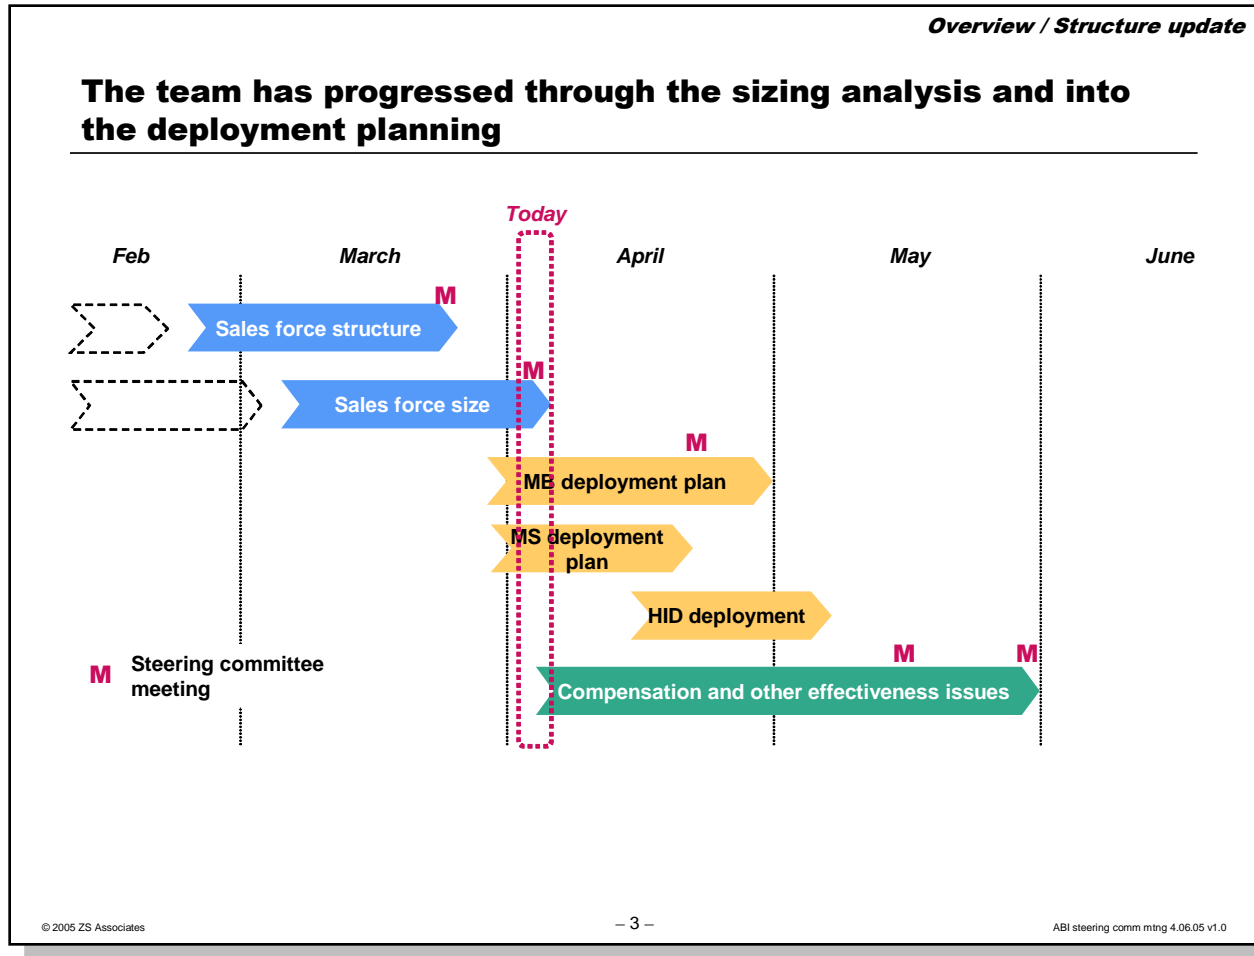 Overview / Structure update
The team has progressed through the sizing analysis and into
the deployment planning
Today
Feb
March
April
May
June
M
Sales force structure
M
Sales force size
M
MB deployment plan
MS deployment
plan
HID deployment
M
M
Compensation and other effectiveness issues
M
Steering committee
meeting
© 2005 ZS Associates
– 3 –
ABI steering comm mtng 4.06.05 v1.0